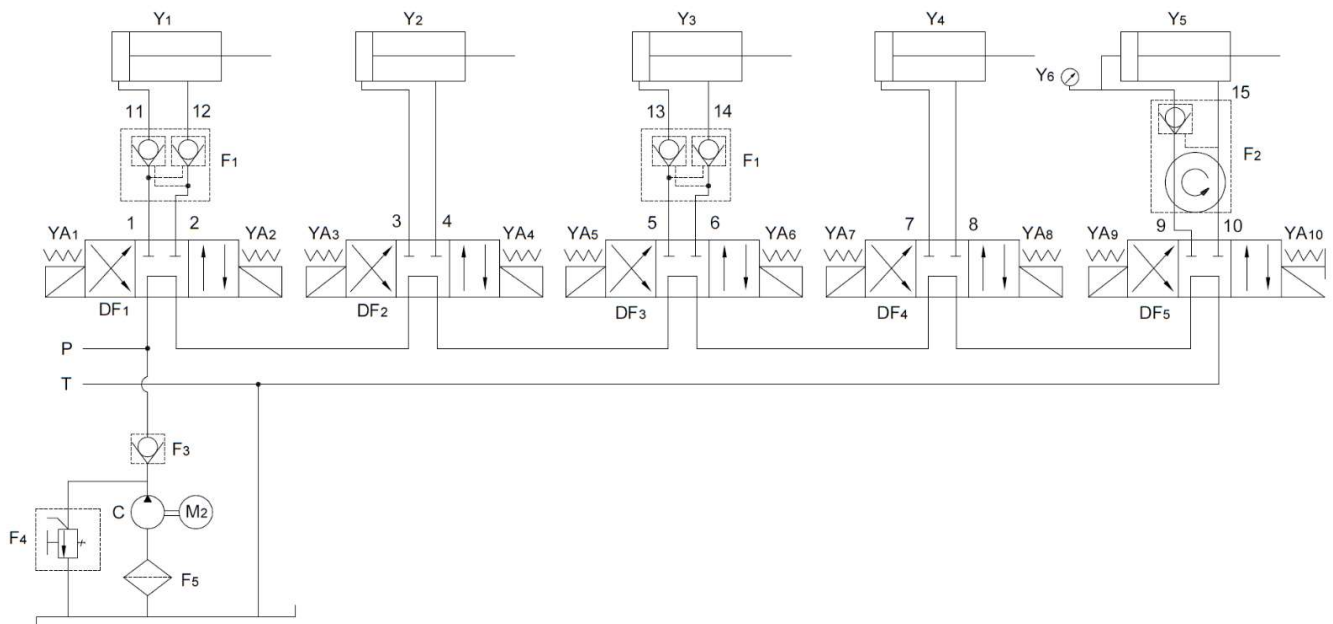 Y1 Y2 Y3 Y4 Y5
Y6
11 12 13 14 15
F1 F1 F2
1 2 3 4 5 6 7 8 9 10
YA1 YA2 YA3 YA4 YA5 YA6 YA7 YA8 YA9 YA10
DF1 DF2 DF3 DF4 DF5
P
T
F3
C M2
F4
F5